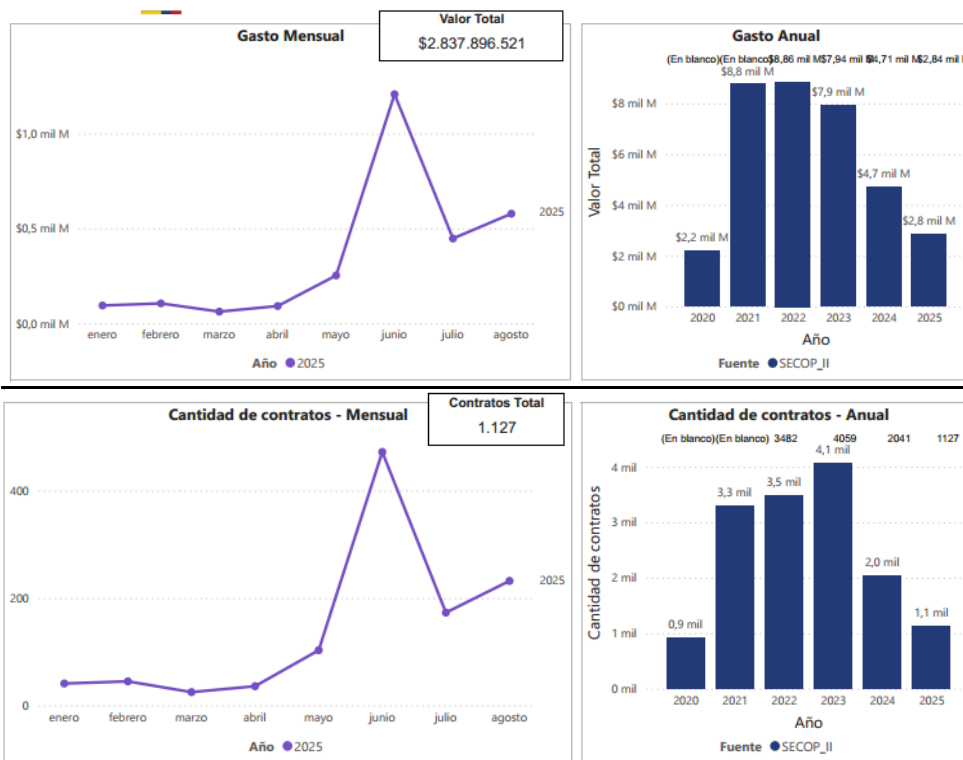 Gasto Mensual
Valor Total
$2.837.896.521
$1,0 mil M
$0,5 mil M
$0,0 mil M
2025
enero febrero marzo abril mayo junio julio agosto
Año 2025
Gasto Anual
(En blanco)(En blanco)$8,86 mil M$7,94 mil M$4,71 mil M$2,84 mil
$8,8 mil M
$7,9 mil M
$4,7 mil M
$2,8 mil M
$2,2 mil M
$8 mil M
$6 mil M
$4 mil M
$2 mil M
$0 mil M
Valor Total
2020 2021 2022 2023 2024 2025
Año
Fuente SECOP_II
Cantidad de contratos - Mensual
Contratos Total
1.127
400
200
0
2025
enero febrero marzo abril mayo junio julio agosto
Año 2025
Cantidad de contratos - Anual
(En blanco)(En blanco) 3482 4059 2041 1127
4,1 mil
3,5 mil
3,3 mil
2,0 mil
1,1 mil
0,9 mil
4 mil
3 mil
2 mil
1 mil
0 mil
Cantidad de contratos
2020 2021 2022 2023 2024 2025
Año
Fuente SECOP_II